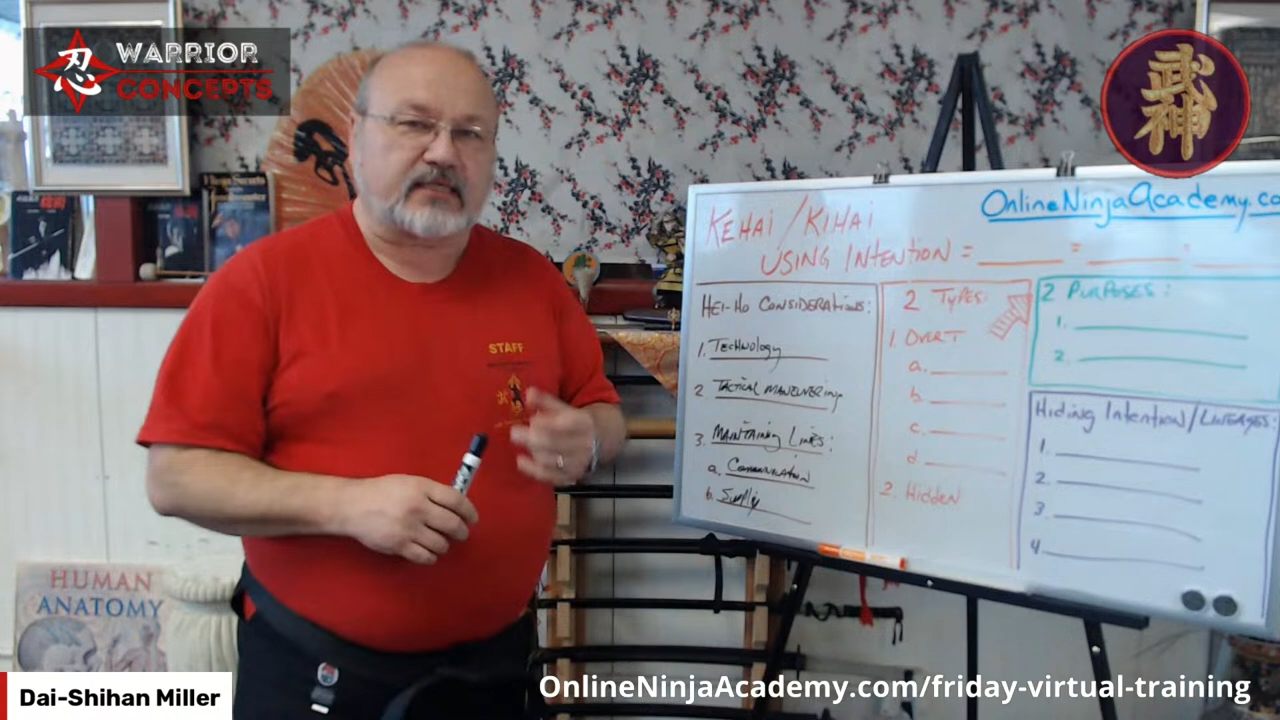 WARRIOR
CONCEPTS
忍
武神
KEHAI / KIHAI
USING INTENTION = = :
OnlineNinjaAcademy.co
HEI-HO CONSIDERATIONS:
1. TECHNOLOGY
2 TACTICAL MANEUVERING
3. MAINTAINING LINES:
a. COMMUNICATION
b. SUPPLY
2 TYPES:
1. OVERT
a.
b.
c.
d.
2. HIDDEN
2 PURPOSES:
1.
2.
HIDING INTENTION/LINEAGES:
1.
2.
3.
4.
STAFF
HUMAN
ANATOMY
Dai-Shihan Miller
OnlineNinjaAcademy.com/friday-virtual-training